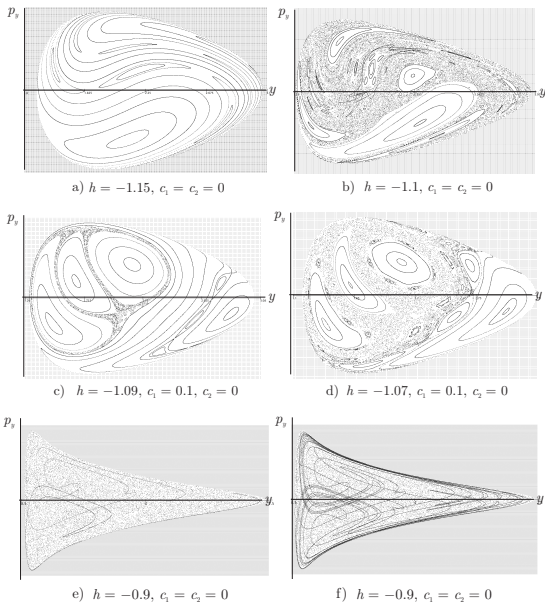 p_y
y
p_y
y
a) h = −1.15, c₁ = c₂ = 0
b) h = −1.1, c₁ = c₂ = 0
p_y
y
p_y
y
c) h = −1.09, c₁ = 0.1, c₂ = 0
d) h = −1.07, c₁ = 0.1, c₂ = 0
p_y
y
p_y
y
e) h = −0.9, c₁ = c₂ = 0
f) h = −0.9, c₁ = c₂ = 0